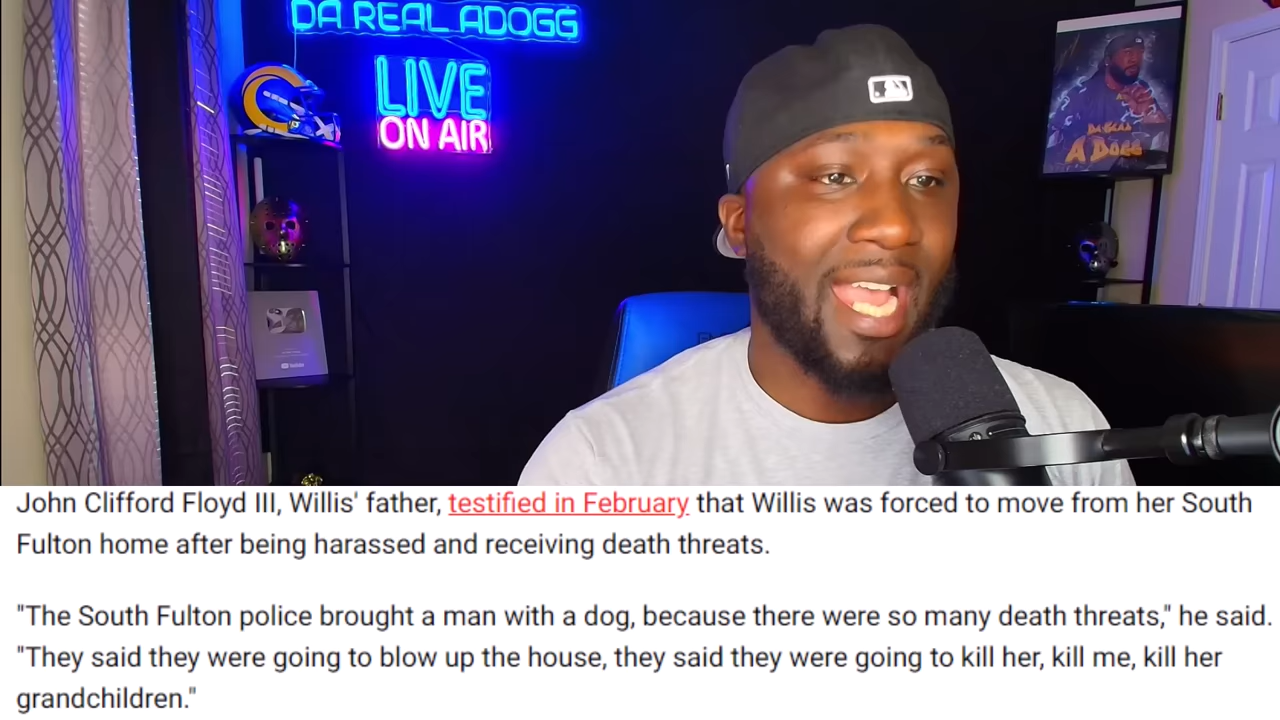 DA REAL ADOGG
LIVE
ON AIR
A DOGG
YouTube
John Clifford Floyd III, Willis' father, testified in February that Willis was forced to move from her South
Fulton home after being harassed and receiving death threats.
"The South Fulton police brought a man with a dog, because there were so many death threats," he said.
"They said they were going to blow up the house, they said they were going to kill her, kill me, kill her
grandchildren."